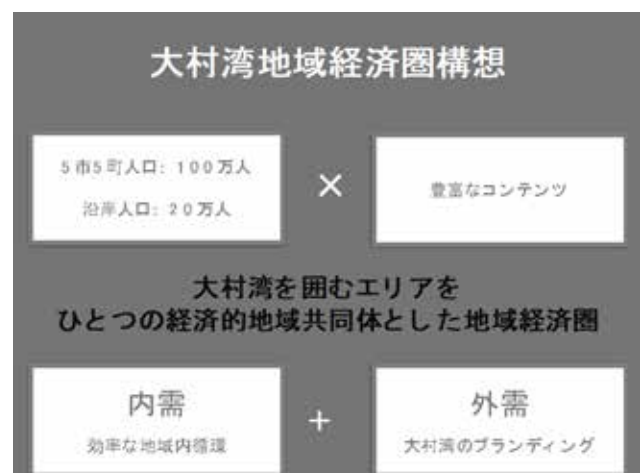 大村湾地域経済圏構想
5市5町人口：100万人
沿岸人口：20万人
×
豊富なコンテンツ
大村湾を囲むエリアを
ひとつの経済的地域共同体とした地域経済圏
内需
効率な地域内循環
+
外需
大村湾のブランディング